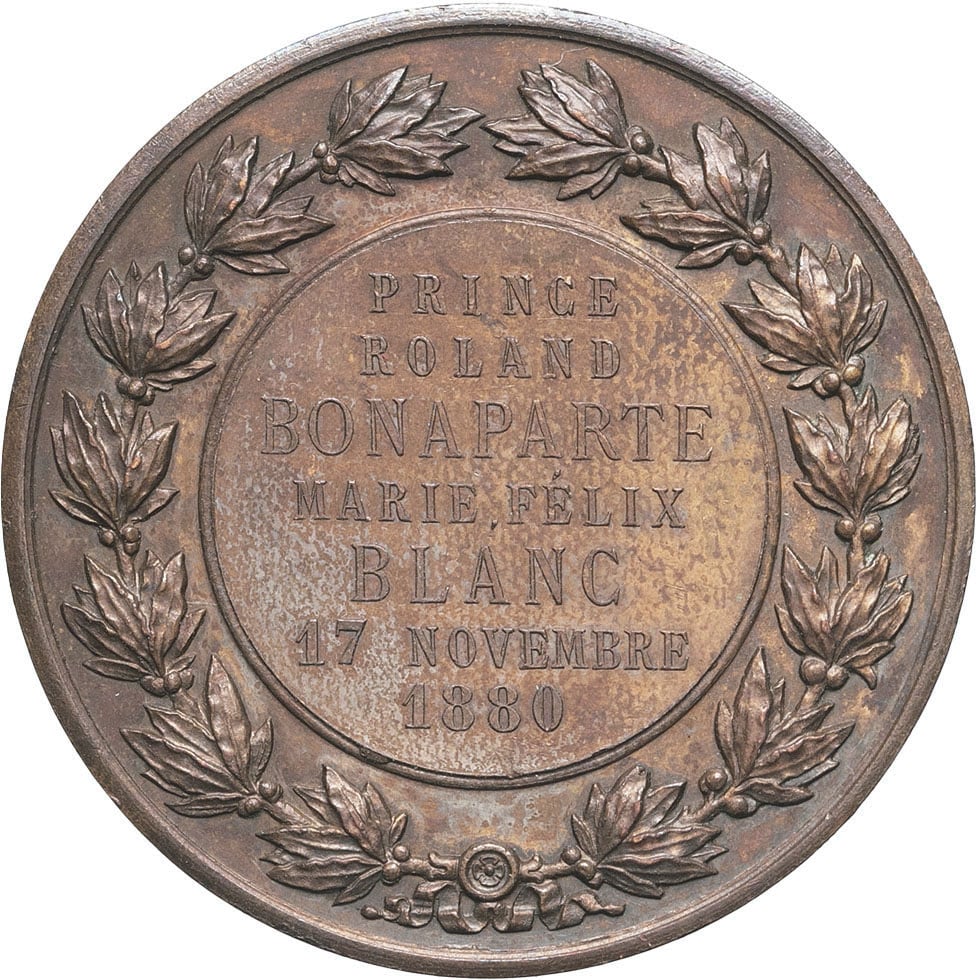 PRINCE
ROLAND
BONAPARTE
MARIE, FÉLIX
BLANC
17 NOVEMBRE
1880